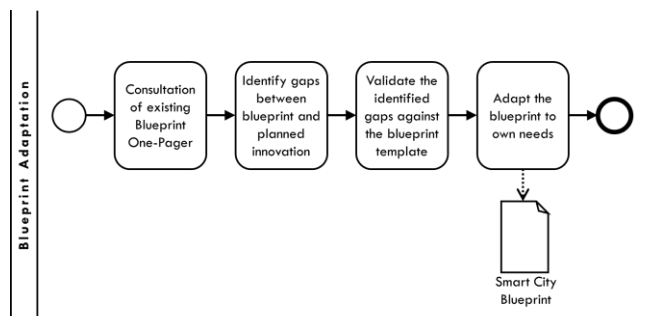 Blueprint Adaptation
Consultation
of existing
Blueprint
One-Pager
Identify gaps
between
blueprint and
planned
innovation
Validate the
identified
gaps against
the blueprint
template
Adapt the
blueprint to
own needs
Smart City
Blueprint